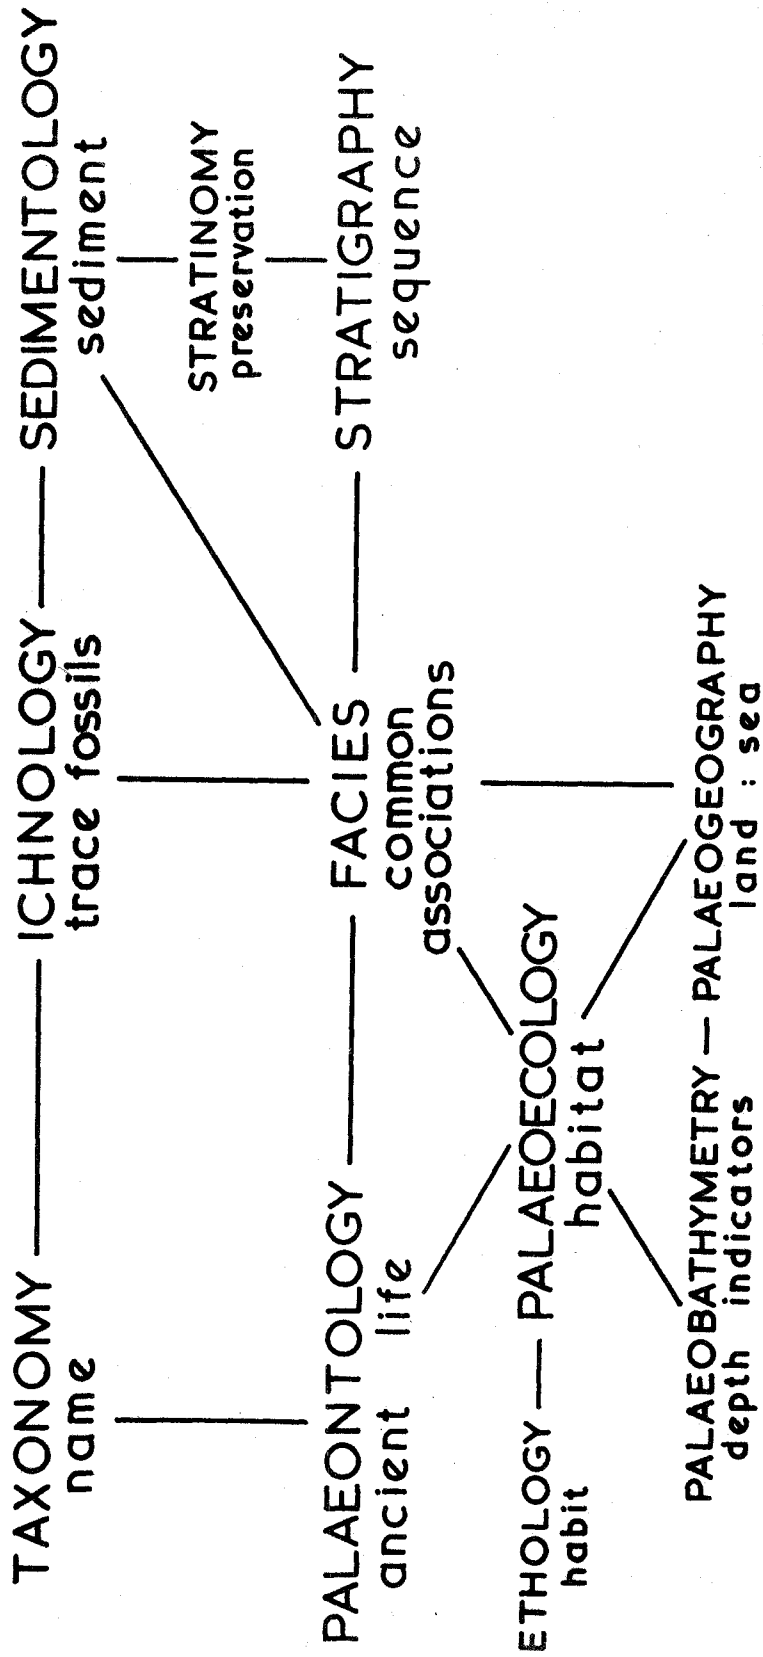 TAXONOMY — ICHNOLOGY — SEDIMENTOLOGY
name trace fossils sediment
STRATINOMY
preservation
PALAEONTOLOGY — FACIES — STRATIGRAPHY
ancient life common sequence
associations
ETHOLOGY — PALAEOECOLOGY
habit habitat
PALAEOBATHYMETRY — PALAEOGEOGRAPHY
depth indicators land : sea